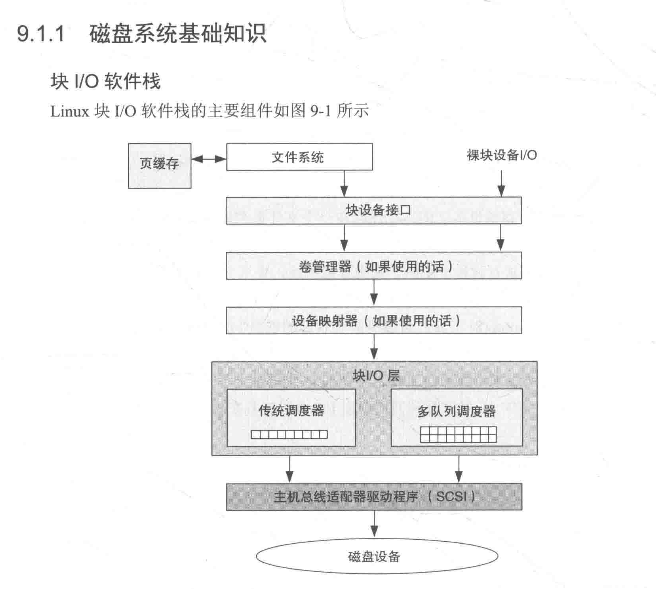 9.1.1 磁盘系统基础知识
块 I/O 软件栈
Linux 块 I/O 软件栈的主要组件如图 9-1 所示
页缓存
文件系统
裸块设备I/O
块设备接口
卷管理器（如果使用的话）
设备映射器（如果使用的话）
块I/O 层
传统调度器
多队列调度器
主机总线适配器驱动程序（SCSI）
磁盘设备